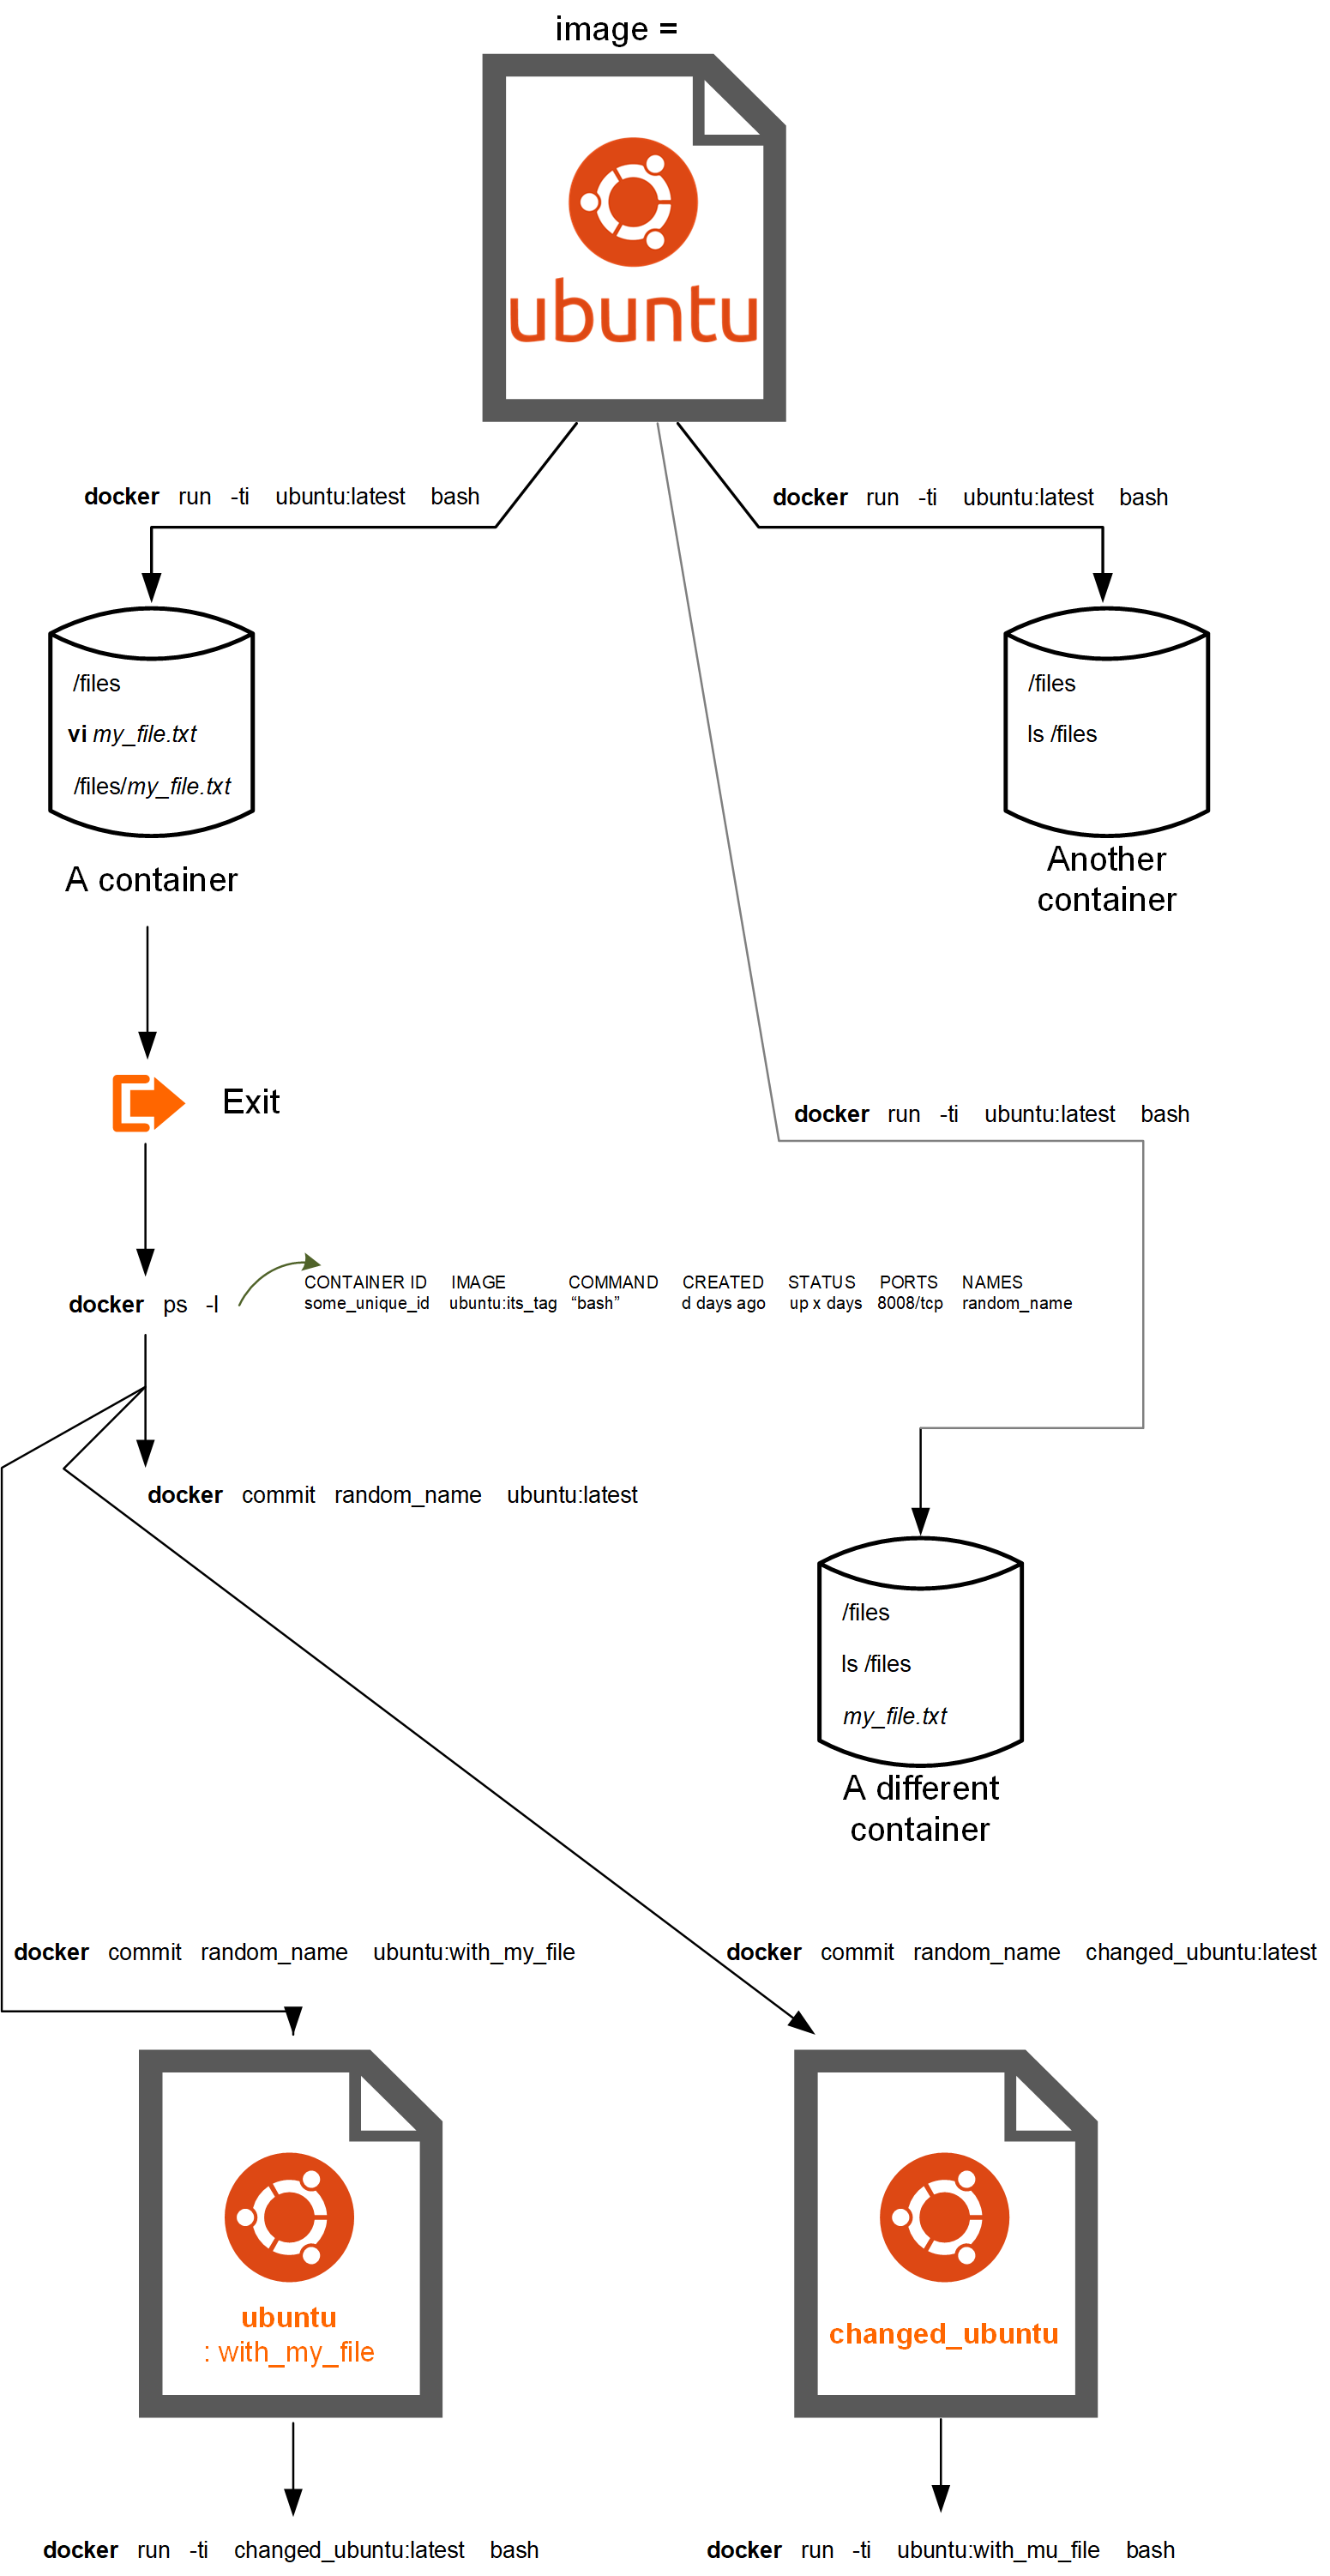 image =
ubuntu
docker run -ti ubuntu:latest bash
docker run -ti ubuntu:latest bash
/files
vi my_file.txt
/files/my_file.txt
A container
/files
ls /files
Another
container
Exit
docker run -ti ubuntu:latest bash
docker ps -l
CONTAINER ID IMAGE COMMAND CREATED STATUS PORTS NAMES
some_unique_id ubuntu:its_tag “bash” d days ago up x days 8008/tcp random_name
docker commit random_name ubuntu:latest
/files
ls /files
my_file.txt
A different
container
docker commit random_name ubuntu:with_my_file
docker commit random_name changed_ubuntu:latest
ubuntu
: with_my_file
changed_ubuntu
docker run -ti changed_ubuntu:latest bash
docker run -ti ubuntu:with_mu_file bash